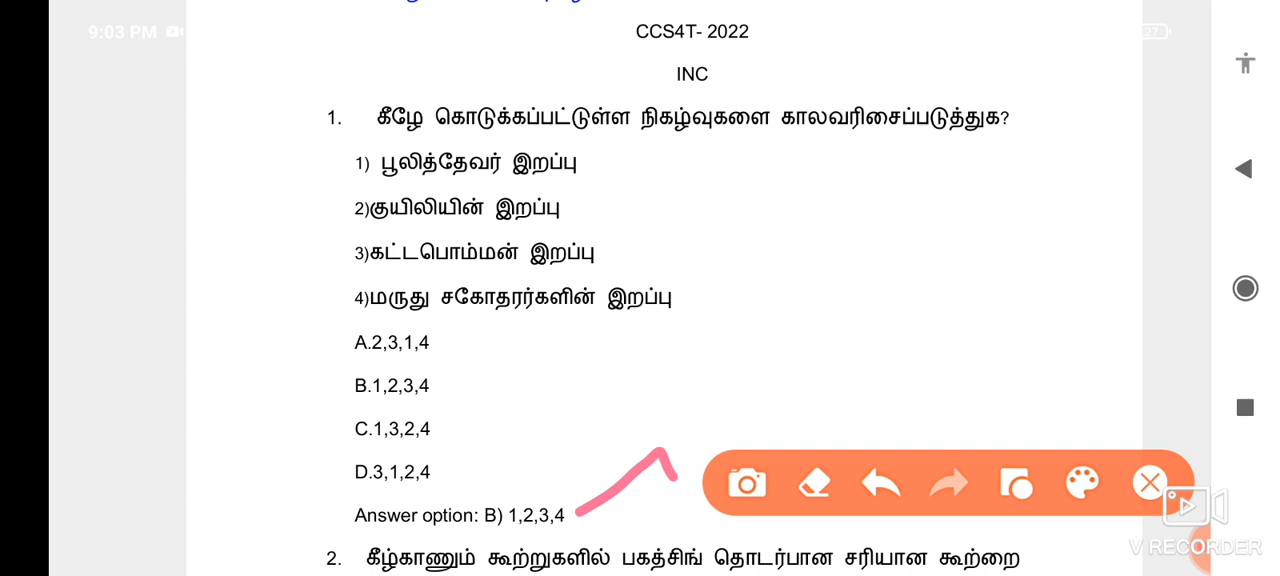 9:03 PM
27
CCS4T- 2022
INC
1. கீழே கொடுக்கப்பட்டுள்ள நிகழ்வுகளை காலவரிசைப்படுத்துக?
1) பூலித்தேவர் இறப்பு
2)குயிலியின் இறப்பு
3)கட்டபொம்மன் இறப்பு
4)மருது சகோதரர்களின் இறப்பு
A.2,3,1,4
B.1,2,3,4
C.1,3,2,4
D.3,1,2,4
Answer option: B) 1,2,3,4
V RECORDER
2. கீழ்காணும் கூற்றுகளில் பகத்சிங் தொடர்பான சரியான கூற்றை